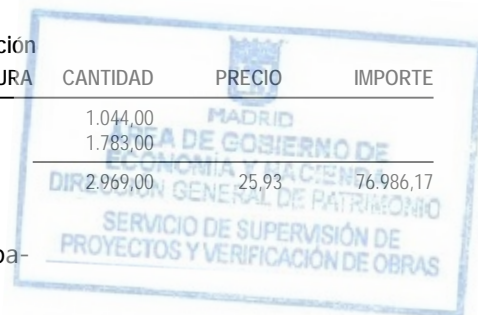 ción
URA CANTIDAD PRECIO IMPORTE
1.044,00
1.783,00
2.969,00 25,93 76.986,17
MADRID
ÁREA DE GOBIERNO DE
ECONOMÍA Y HACIENDA
DIRECCIÓN GENERAL DE PATRIMONIO
SERVICIO DE SUPERVISIÓN DE
PROYECTOS Y VERIFICACIÓN DE OBRAS
pa-